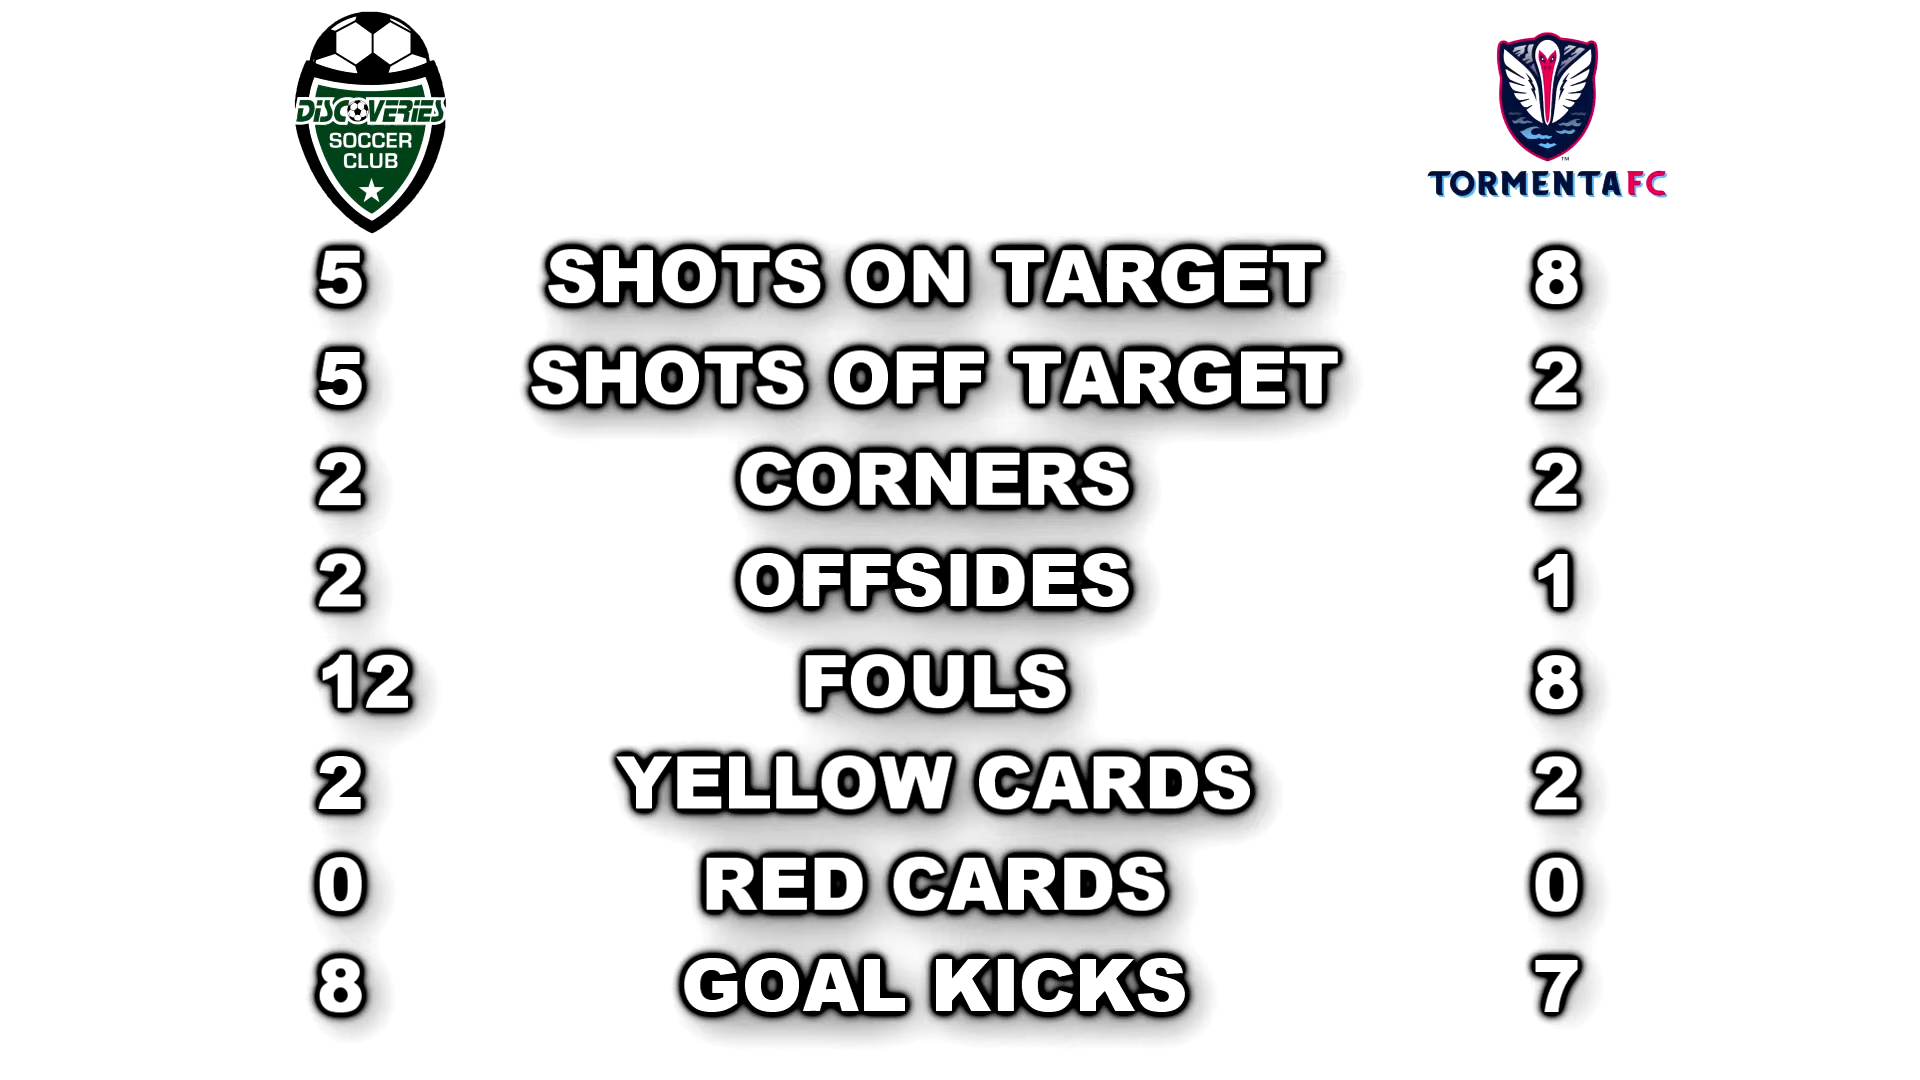 DISCOVERIES
SOCCER
CLUB
TORMENTA FC
™
5 SHOTS ON TARGET 8
5 SHOTS OFF TARGET 2
2 CORNERS 2
2 OFFSIDES 1
12 FOULS 8
2 YELLOW CARDS 2
0 RED CARDS 0
8 GOAL KICKS 7